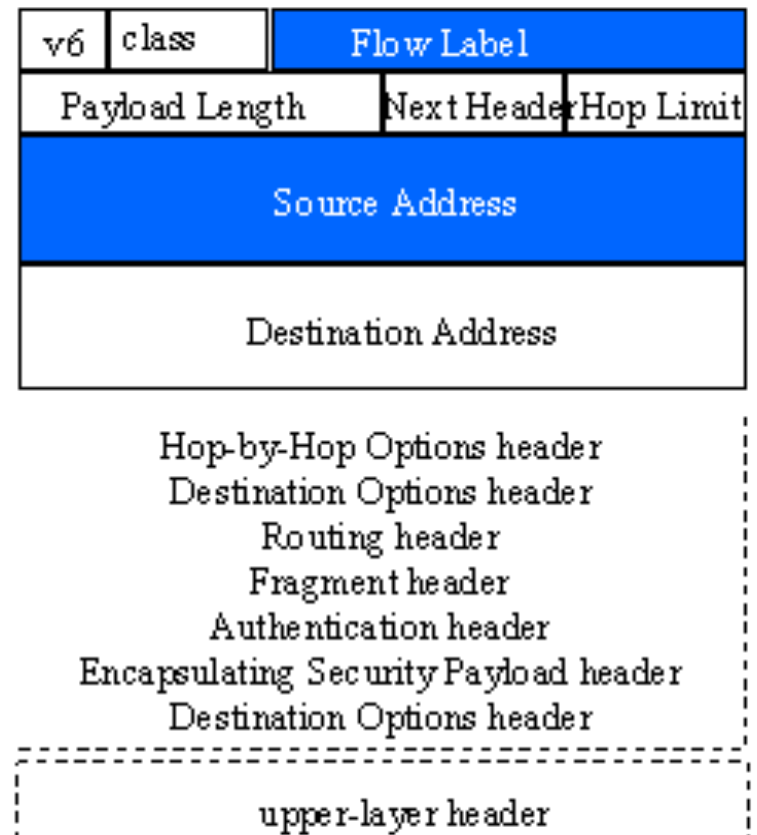 v6 class Flow Label
Payload Length Next Header Hop Limit
Source Address
Destination Address
Hop-by-Hop Options header
Destination Options header
Routing header
Fragment header
Authentication header
Encapsulating Security Payload header
Destination Options header
upper-layer header